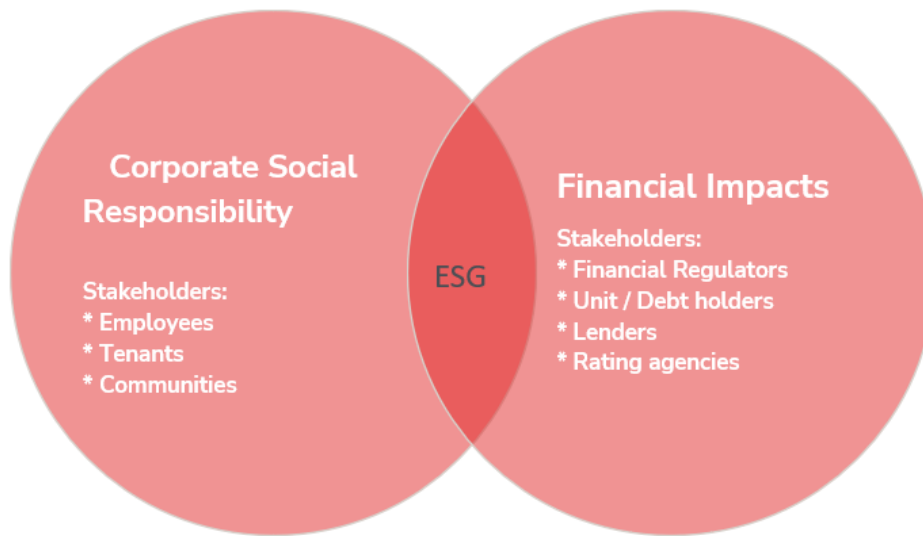 Corporate Social
Responsibility
Stakeholders:
* Employees
* Tenants
* Communities
ESG
Financial Impacts
Stakeholders:
* Financial Regulators
* Unit / Debt holders
* Lenders
* Rating agencies